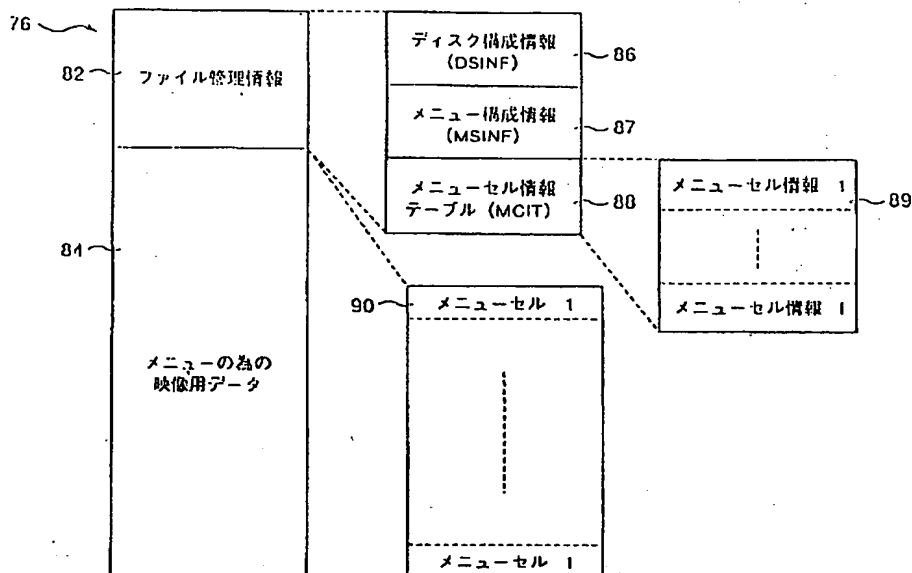 76
82
ファイル管理情報
ディスク構成情報
(DSINF)
86
メニュー構成情報
(MSINF)
87
メニューセル情報
テーブル (MCIT)
88
メニューセル情報 1
89
メニューセル情報 I
81
メニューの為の
映像用データ
90
メニューセル 1
メニューセル I